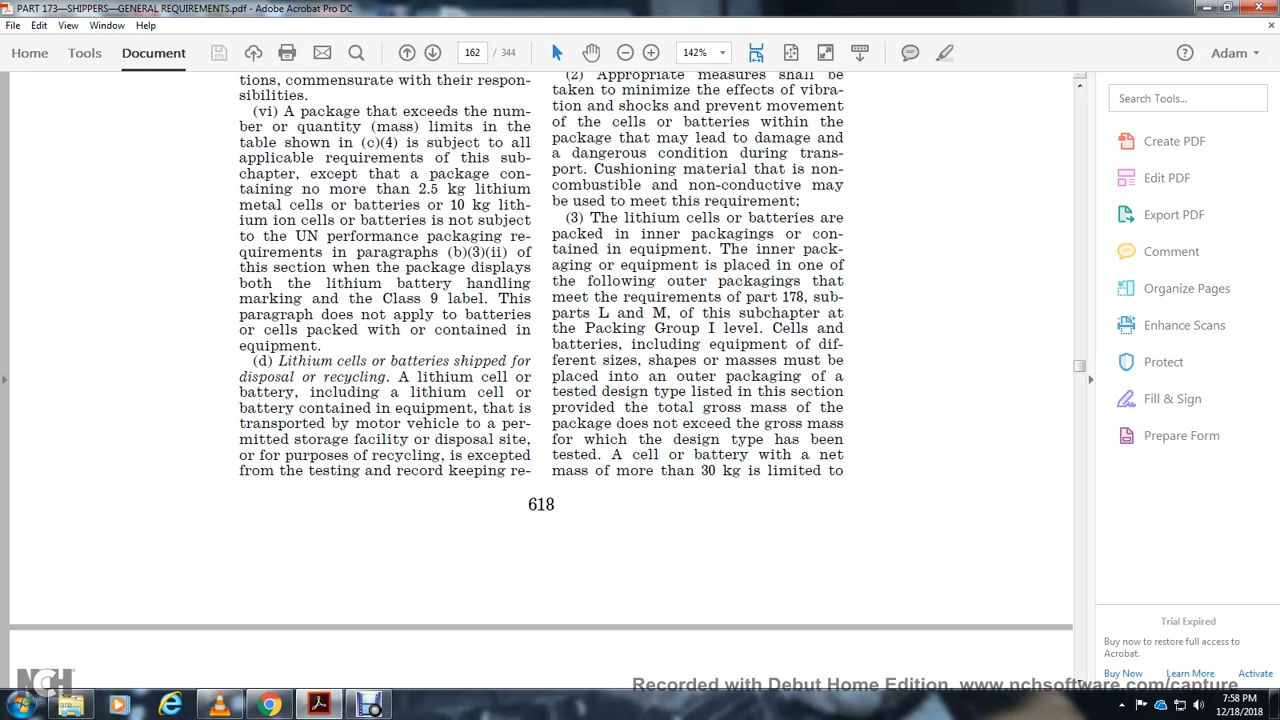 PART 173—SHIPPERS—GENERAL REQUIREMENTS.pdf - Adobe Acrobat Pro DC
File Edit View Window Help
Home Tools Document 162 / 344 142% Adam
tions, commensurate with their respon-
sibilities.
(vi) A package that exceeds the num-
ber or quantity (mass) limits in the
table shown in (c)(4) is subject to all
applicable requirements of this sub-
chapter, except that a package con-
taining no more than 2.5 kg lithium
metal cells or batteries or 10 kg lith-
ium ion cells or batteries is not subject
to the UN performance packaging re-
quirements in paragraphs (b)(3)(ii) of
this section when the package displays
both the lithium battery handling
marking and the Class 9 label. This
paragraph does not apply to batteries
or cells packed with or contained in
equipment.
(d) Lithium cells or batteries shipped for
disposal or recycling. A lithium cell or
battery, including a lithium cell or
battery contained in equipment, that is
transported by motor vehicle to a per-
mitted storage facility or disposal site,
or for purposes of recycling, is excepted
from the testing and record keeping re-
(2) Appropriate measures shall be
taken to minimize the effects of vibra-
tion and shocks and prevent movement
of the cells or batteries within the
package that may lead to damage and
a dangerous condition during trans-
port. Cushioning material that is non-
combustible and non-conductive may
be used to meet this requirement;
(3) The lithium cells or batteries are
packed in inner packagings or con-
tained in equipment. The inner pack-
aging or equipment is placed in one of
the following outer packagings that
meet the requirements of part 178, sub-
parts L and M, of this subchapter at
the Packing Group I level. Cells and
batteries, including equipment of dif-
ferent sizes, shapes or masses must be
placed into an outer packaging of a
tested design type listed in this section
provided the total gross mass of the
package does not exceed the gross mass
for which the design type has been
tested. A cell or battery with a net
mass of more than 30 kg is limited to
618
Search Tools...
Create PDF
Edit PDF
Export PDF
Comment
Organize Pages
Enhance Scans
Protect
Fill & Sign
Prepare Form
Trial Expired
Buy now to restore full access to
Acrobat.
Buy Now Learn More Activate
NCH
Recorded with Debut Home Edition. www.nchsoftware.com/capture
7:58 PM
12/18/2018